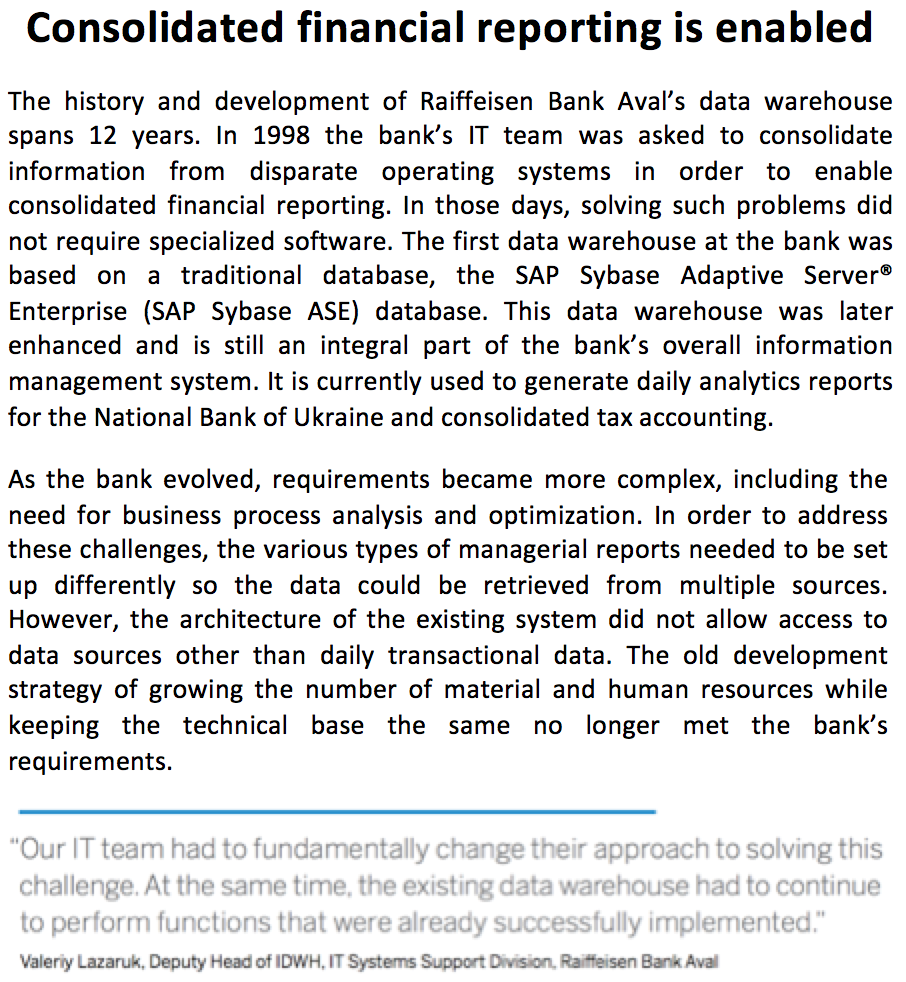 Consolidated financial reporting is enabled
The history and development of Raiffeisen Bank Aval’s data warehouse
spans 12 years. In 1998 the bank’s IT team was asked to consolidate
information from disparate operating systems in order to enable
consolidated financial reporting. In those days, solving such problems did
not require specialized software. The first data warehouse at the bank was
based on a traditional database, the SAP Sybase Adaptive Server®
Enterprise (SAP Sybase ASE) database. This data warehouse was later
enhanced and is still an integral part of the bank’s overall information
management system. It is currently used to generate daily analytics reports
for the National Bank of Ukraine and consolidated tax accounting.
As the bank evolved, requirements became more complex, including the
need for business process analysis and optimization. In order to address
these challenges, the various types of managerial reports needed to be set
up differently so the data could be retrieved from multiple sources.
However, the architecture of the existing system did not allow access to
data sources other than daily transactional data. The old development
strategy of growing the number of material and human resources while
keeping the technical base the same no longer met the bank’s
requirements.
“Our IT team had to fundamentally change their approach to solving this
challenge. At the same time, the existing data warehouse had to continue
to perform functions that were already successfully implemented.”
Valeriy Lazaruk, Deputy Head of IDWH, IT Systems Support Division, Raiffeisen Bank Aval